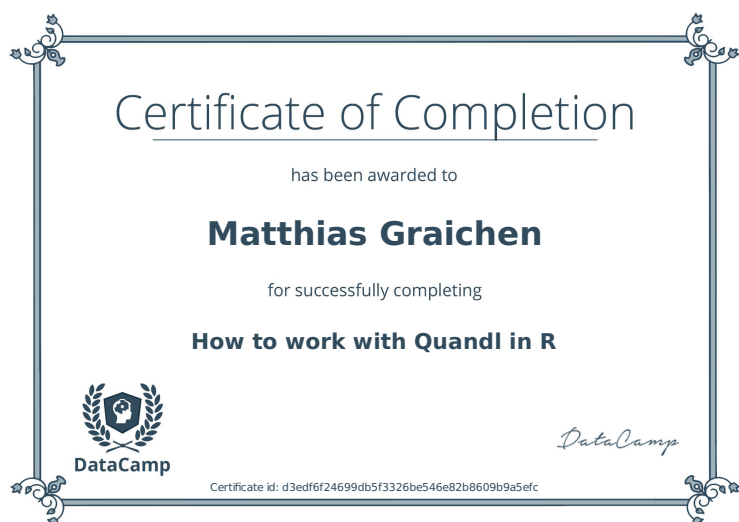 Certificate of Completion
has been awarded to
Matthias Graichen
for successfully completing
How to work with Quandl in R
DataCamp
DataCamp
Certificate id: d3edf6f24699db5f3326be546e82b8609b9a5efc